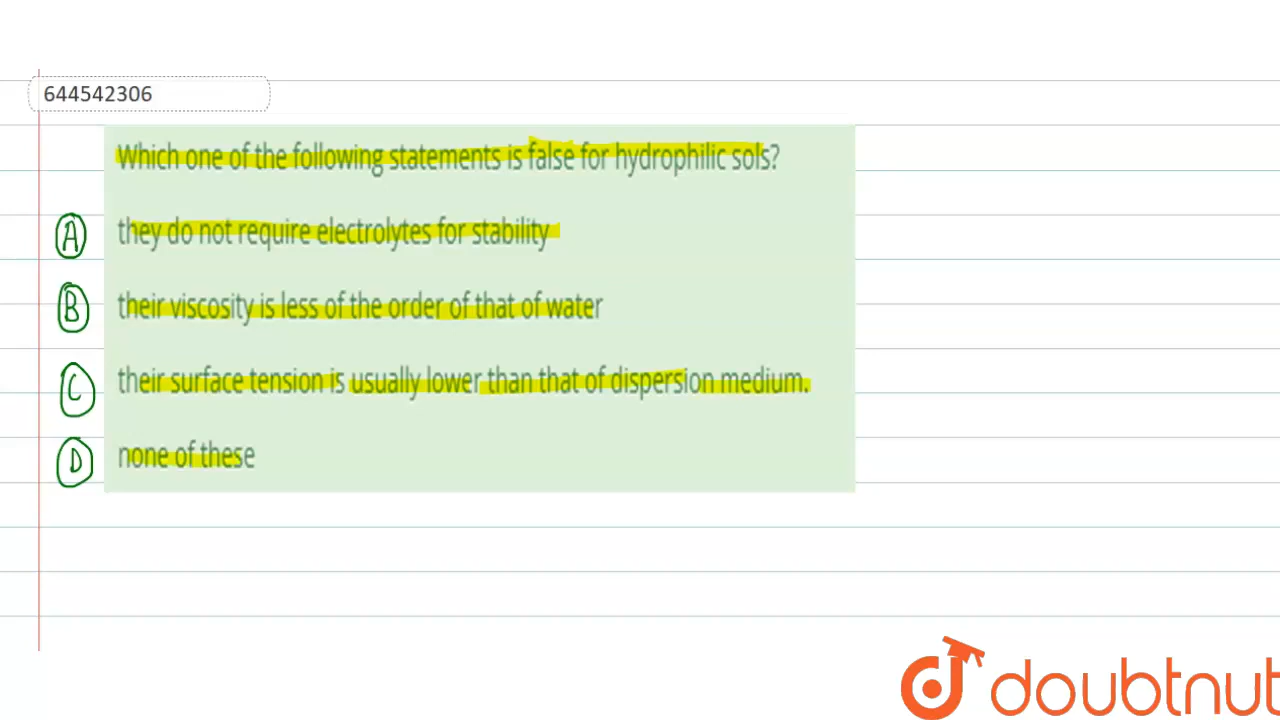 644542306
Which one of the following statements is false for hydrophilic sols?
A they do not require electrolytes for stability
B their viscosity is less of the order of that of water
C their surface tension is usually lower than that of dispersion medium.
D none of these
doubtnut